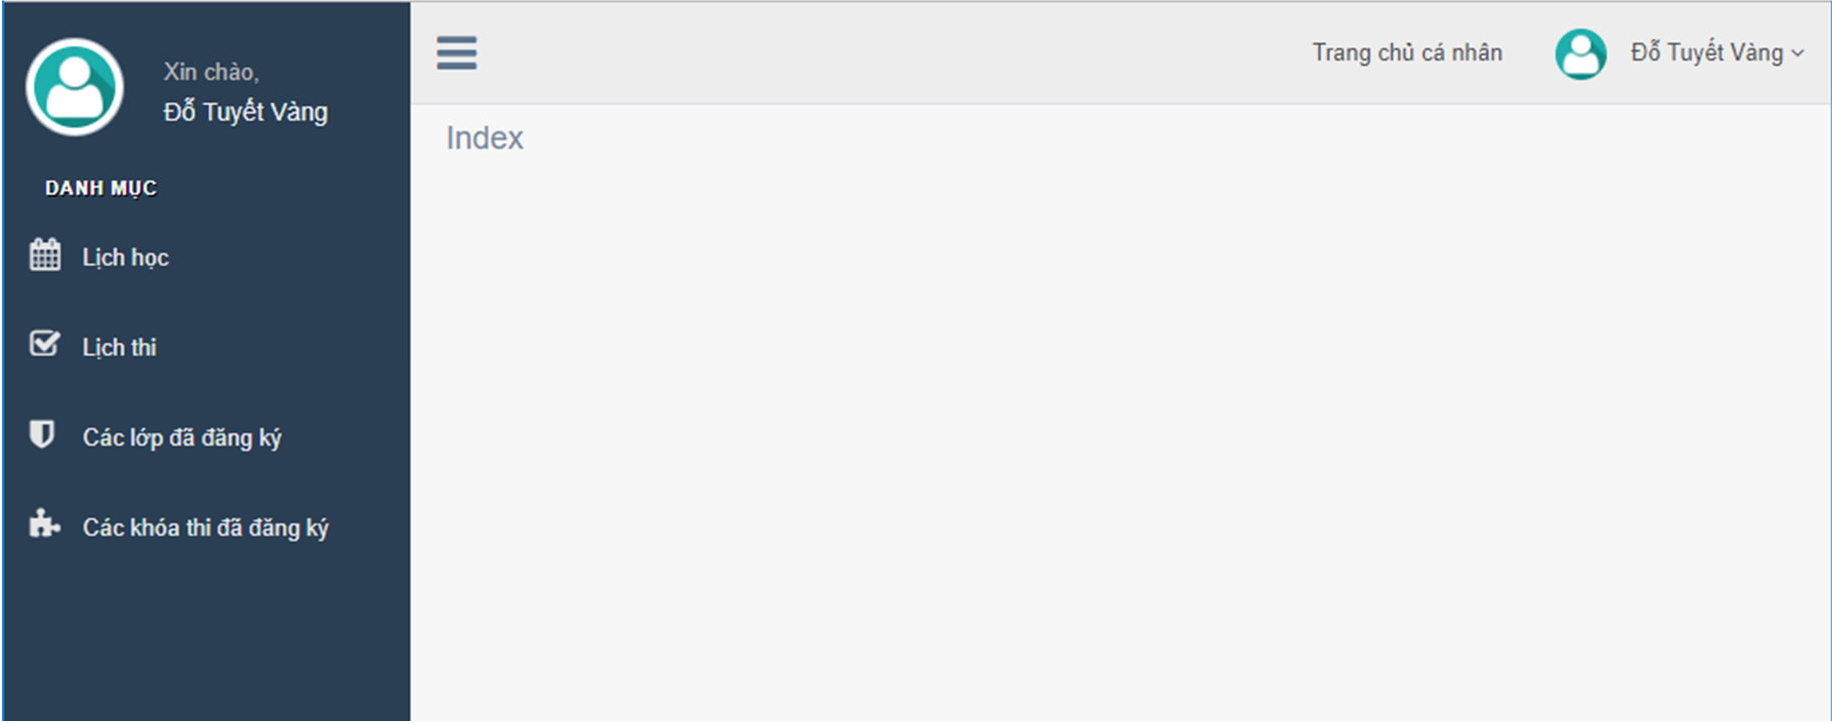 Xin chào,
Đỗ Tuyết Vàng
DANH MỤC
Lịch học
Lịch thi
Các lớp đã đăng ký
Các khóa thi đã đăng ký
Trang chủ cá nhân
Đỗ Tuyết Vàng
Index